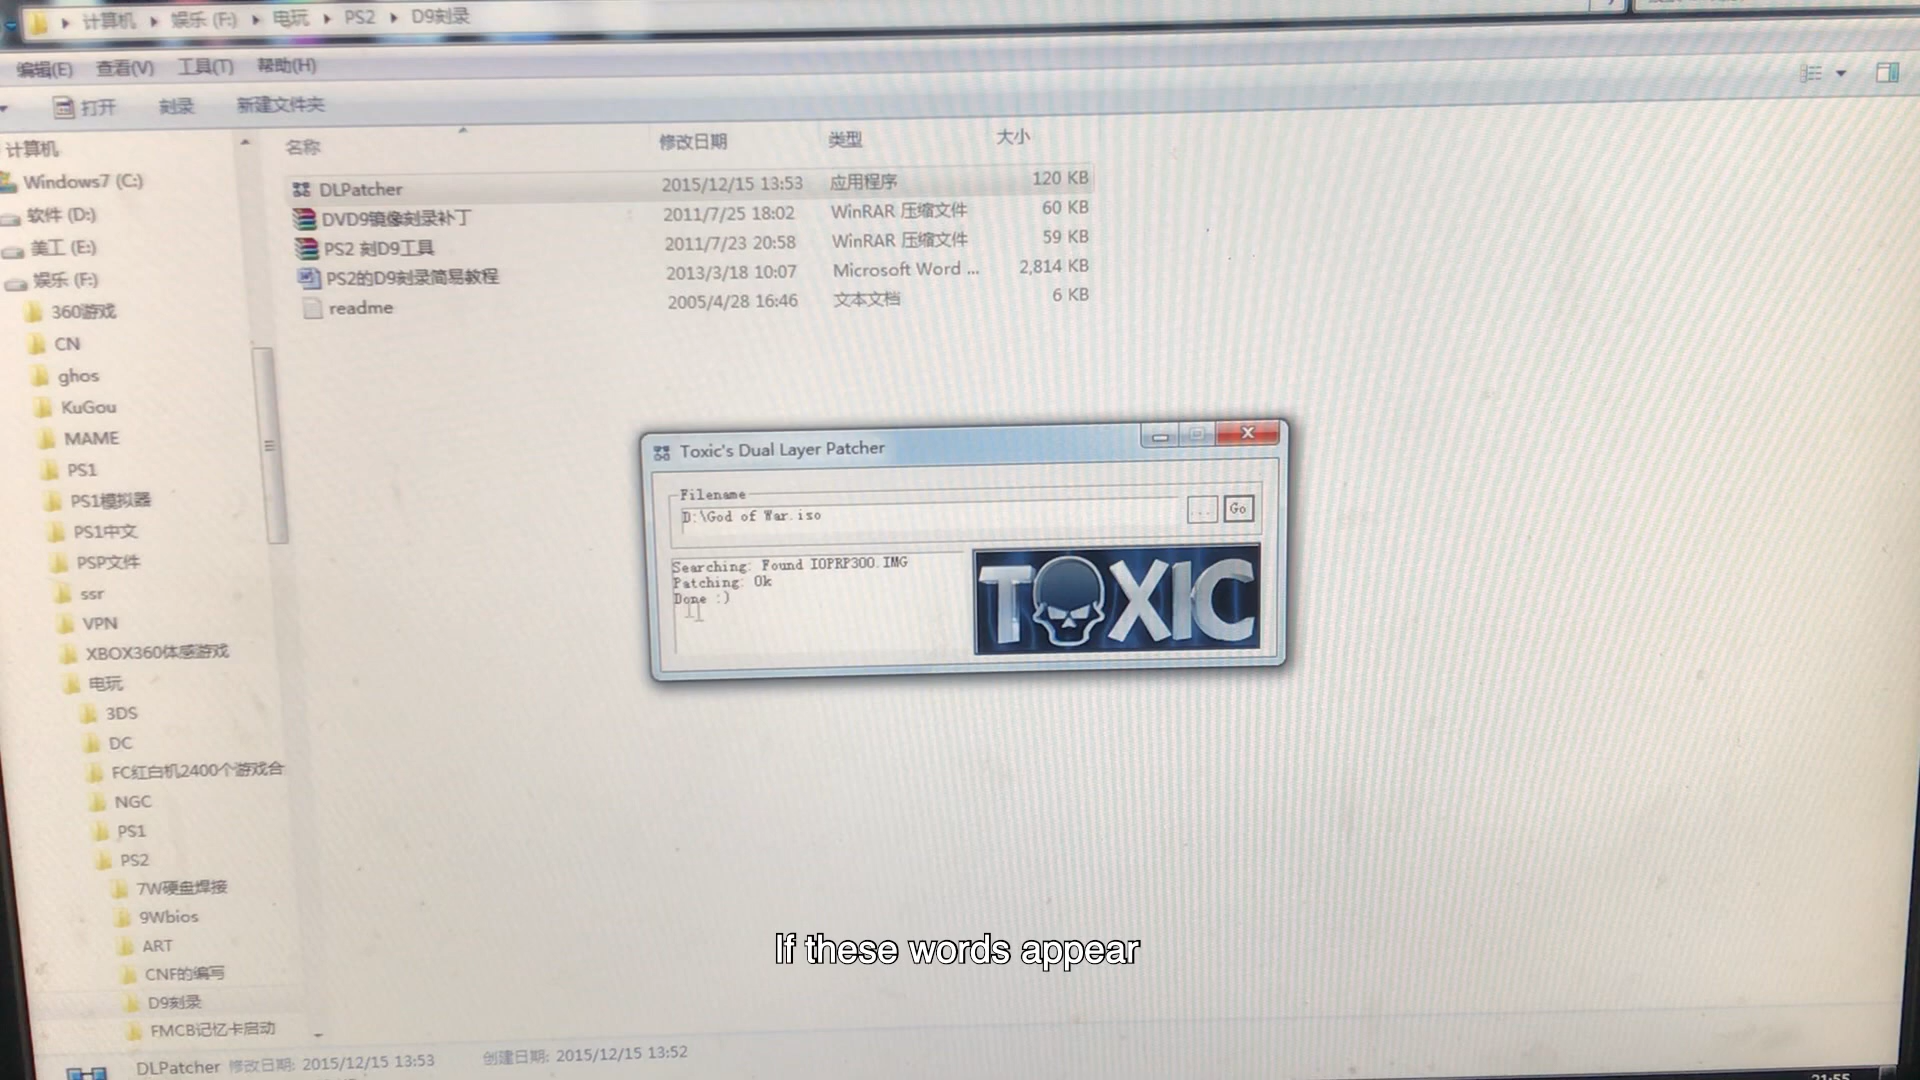 计算机 ▸ 娱乐 (F:) ▸ 电玩 ▸ PS2 ▸ D9刻录
编辑(E) 查看(V) 工具(T) 帮助(H)
打开 刻录 新建文件夹
名称 修改日期 类型 大小
DLPatcher 2015/12/15 13:53 应用程序 120 KB
DVD9镜像刻录补丁 2011/7/25 18:02 WinRAR 压缩文件 60 KB
PS2 刻D9工具 2011/7/23 20:58 WinRAR 压缩文件 59 KB
PS2的D9刻录简易教程 2013/3/18 10:07 Microsoft Word ... 2,814 KB
readme 2005/4/28 16:46 文本文档 6 KB
计算机
Windows7 (C:)
软件 (D:)
美工 (E:)
娱乐 (F:)
360游戏
CN
ghos
KuGou
MAME
PS1
PS1模拟器
PS1中文
PSP文件
ssr
VPN
XBOX360体感游戏
电玩
3DS
DC
FC红白机2400个游戏合
NGC
PS1
PS2
7W硬盘焊接
9Wbios
ART
CNF的编写
D9刻录
FMCB记忆卡启动
Toxic's Dual Layer Patcher
Filename
D:\God of War.iso
... Go
Searching: Found IOPRP300.IMG
Patching: Ok
Done :)
TOXIC
If these words appear
DLPatcher 修改日期: 2015/12/15 13:53 创建日期: 2015/12/15 13:52
21:55